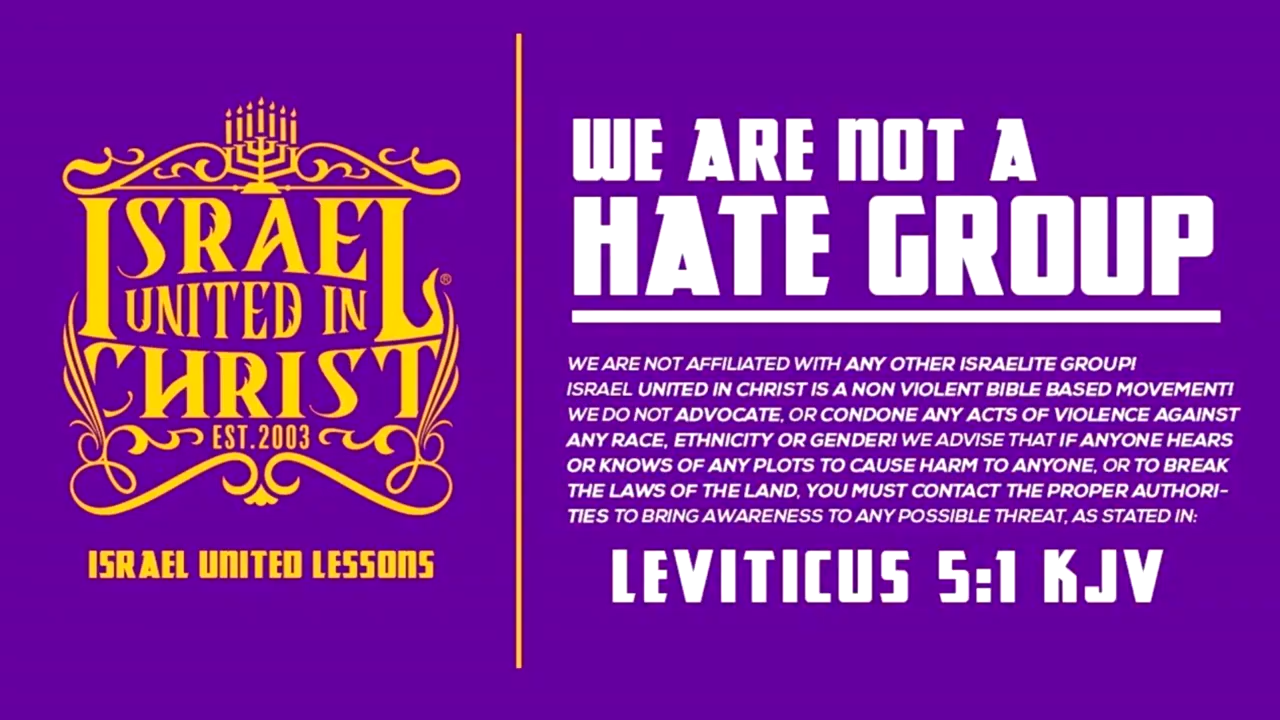 ISRAEL
UNITED IN
CHRIST
®
EST.2003
ISRAEL UNITED LESSONS
WE ARE NOT A
HATE GROUP
WE ARE NOT AFFILIATED WITH ANY OTHER ISRAELITE GROUP!
ISRAEL UNITED IN CHRIST IS A NON VIOLENT BIBLE BASED MOVEMENT!
WE DO NOT ADVOCATE, OR CONDONE ANY ACTS OF VIOLENCE AGAINST
ANY RACE, ETHNICITY OR GENDER! WE ADVISE THAT IF ANYONE HEARS
OR KNOWS OF ANY PLOTS TO CAUSE HARM TO ANYONE, OR TO BREAK
THE LAWS OF THE LAND, YOU MUST CONTACT THE PROPER AUTHORI-
TIES TO BRING AWARENESS TO ANY POSSIBLE THREAT, AS STATED IN:
LEVITICUS 5:1 KJV